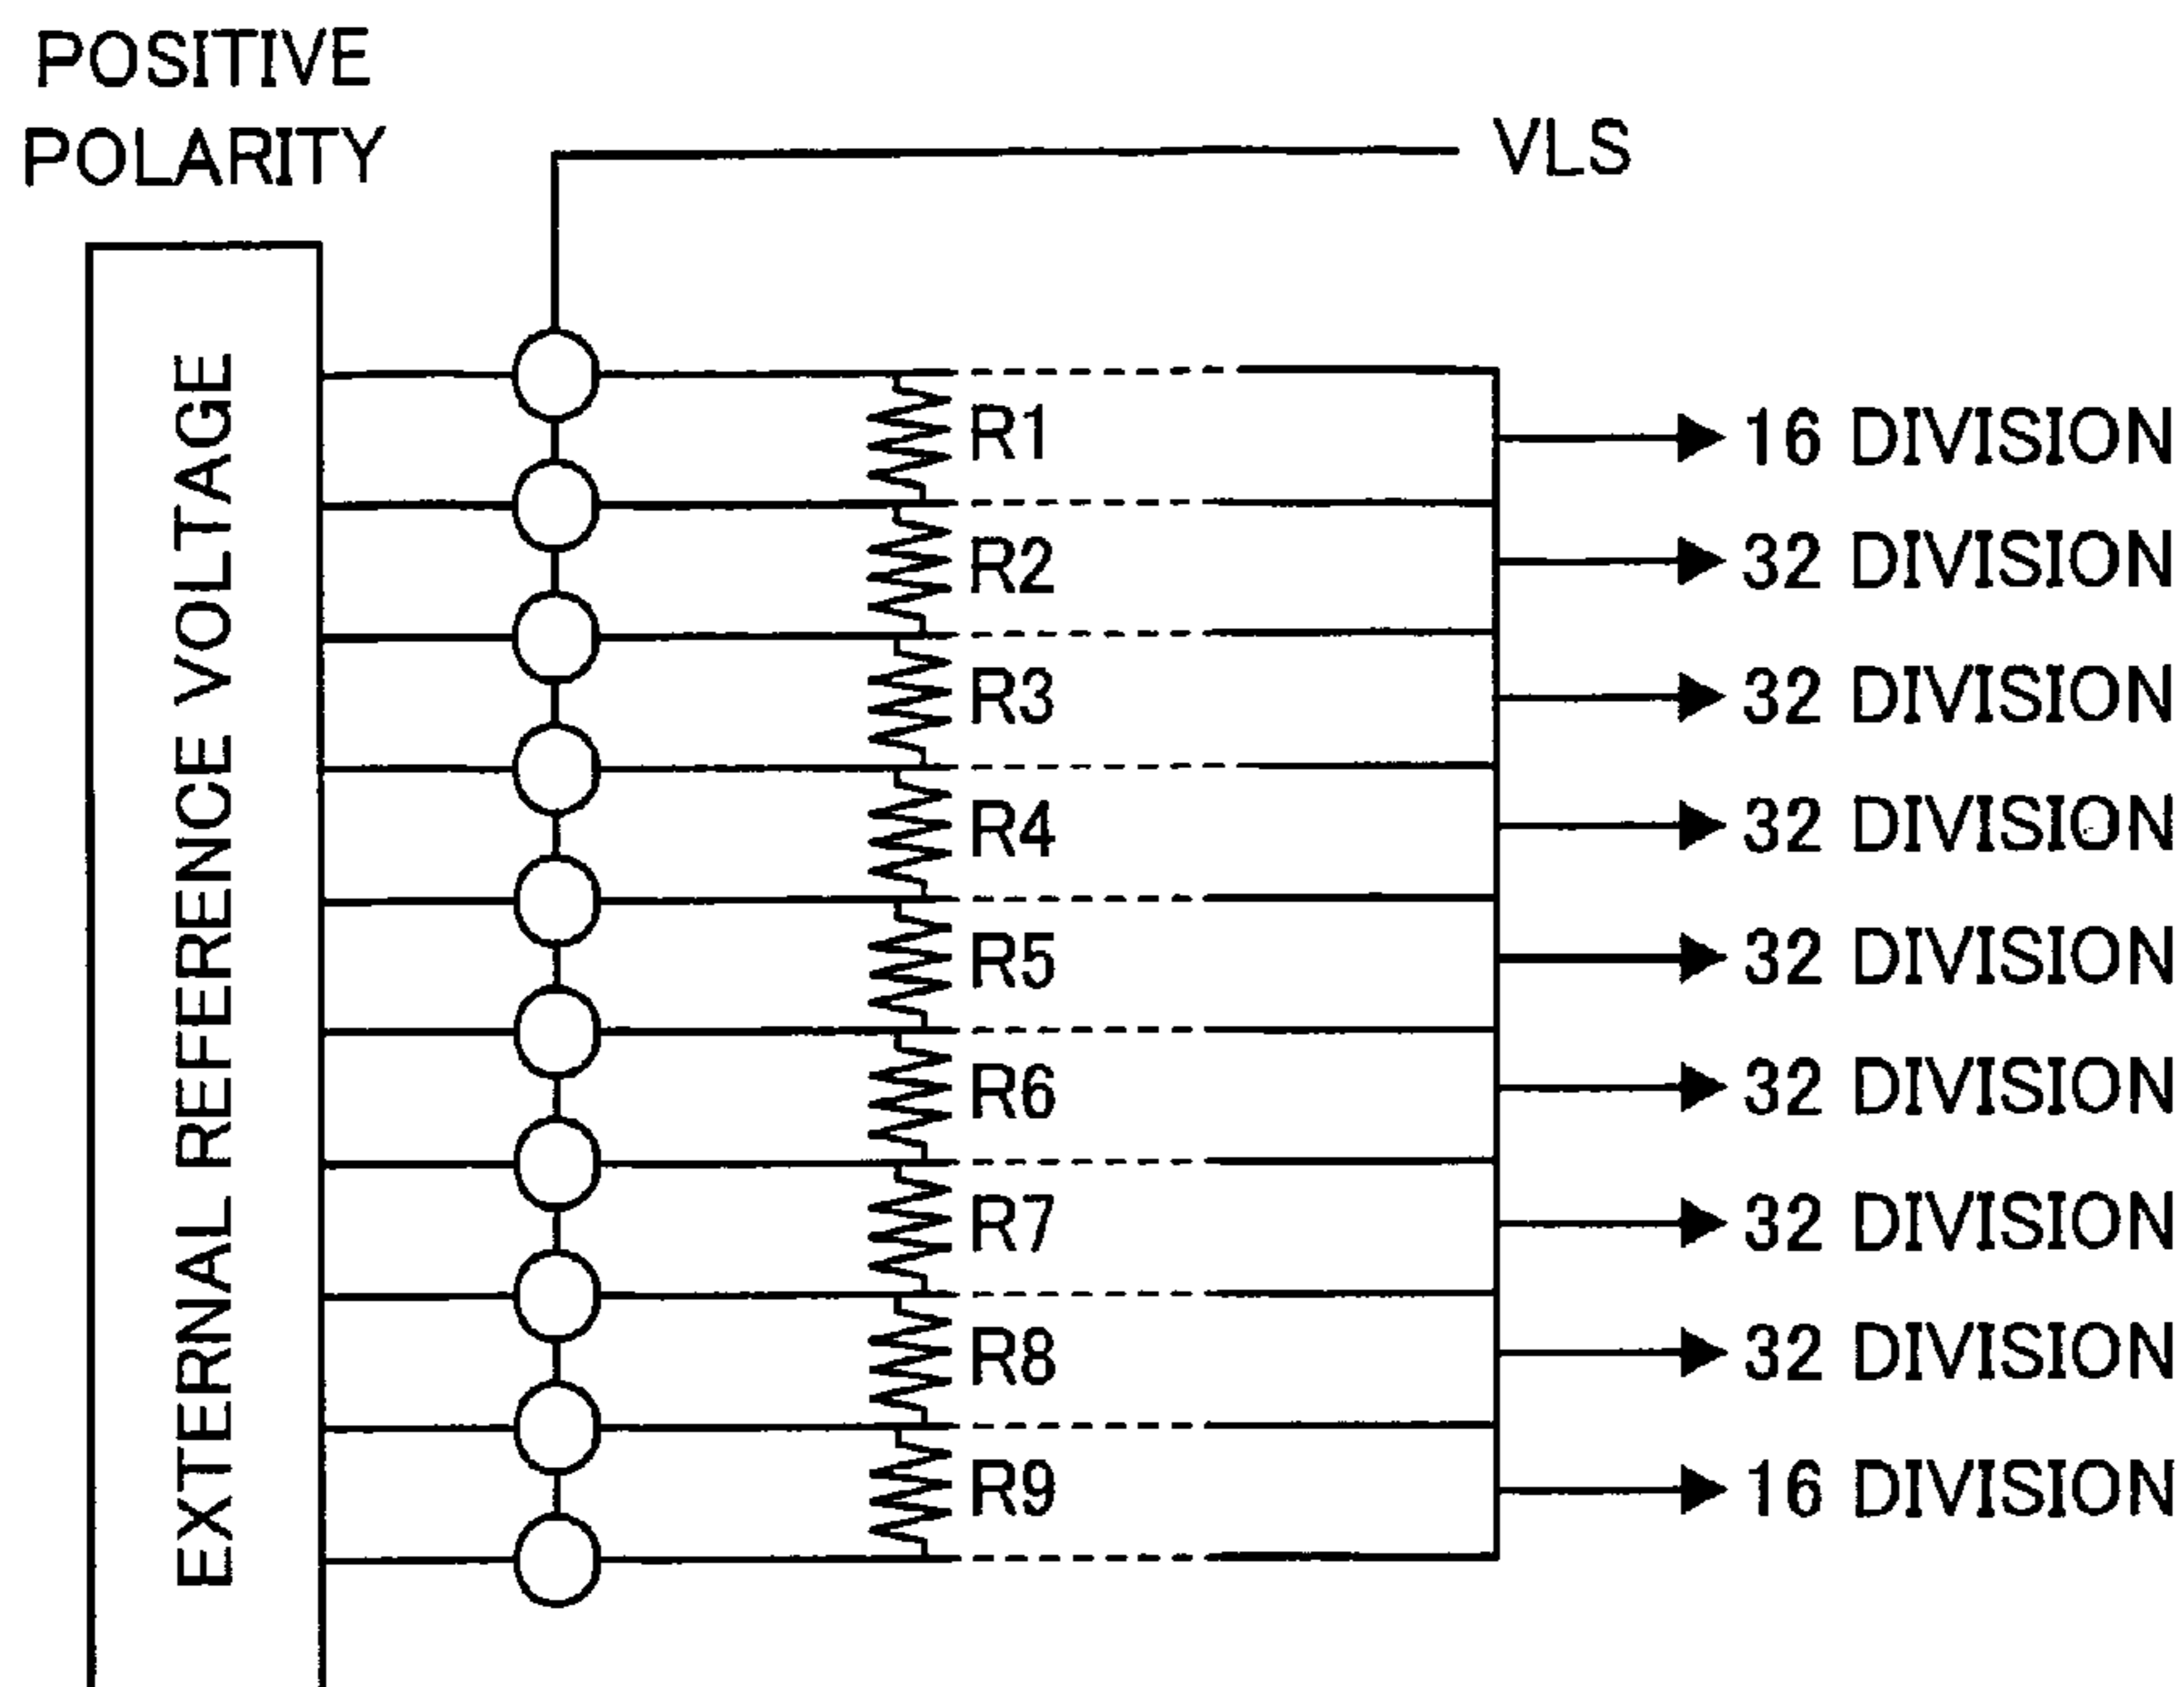 POSITIVE
POLARITY
VLS
EXTERNAL REFERENCE VOLTAGE
R1
16 DIVISION
R2
32 DIVISION
R3
32 DIVISION
R4
32 DIVISION
R5
32 DIVISION
R6
32 DIVISION
R7
32 DIVISION
R8
32 DIVISION
R9
16 DIVISION